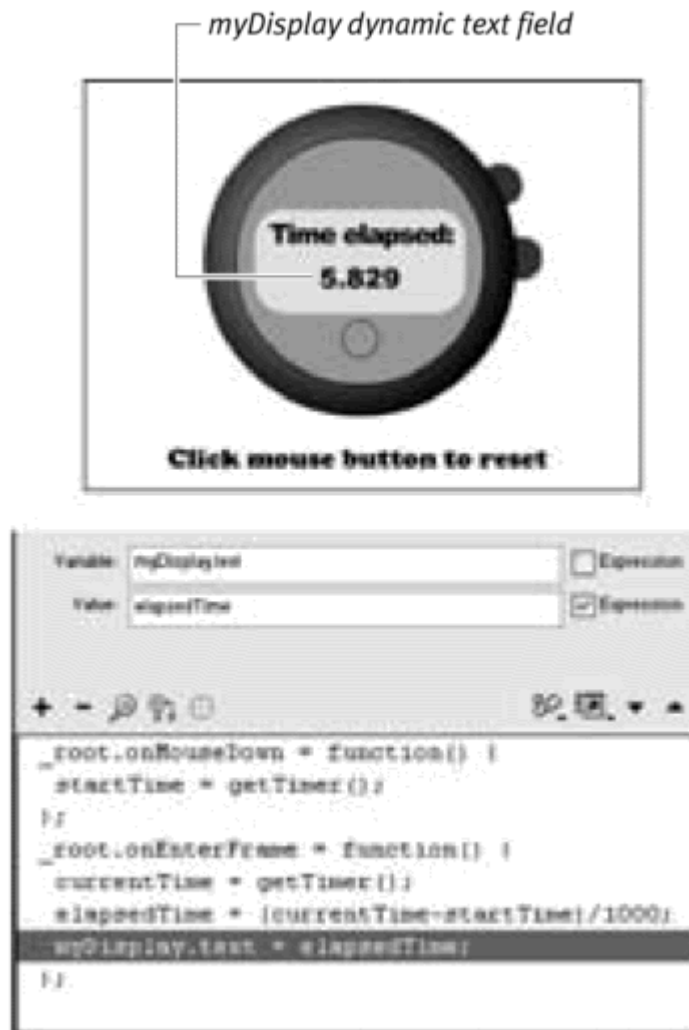 myDisplay dynamic text field
Time elapsed:
5.829
Click mouse button to reset
Variable: myDisplay.text Expression
Value: elapsedTime Expression
_root.onMouseDown = function() {
startTime = getTimer();
};
_root.onEnterFrame = function() {
currentTime = getTimer();
elapsedTime = (currentTime-startTime)/1000;
myDisplay.text = elapsedTime;
};